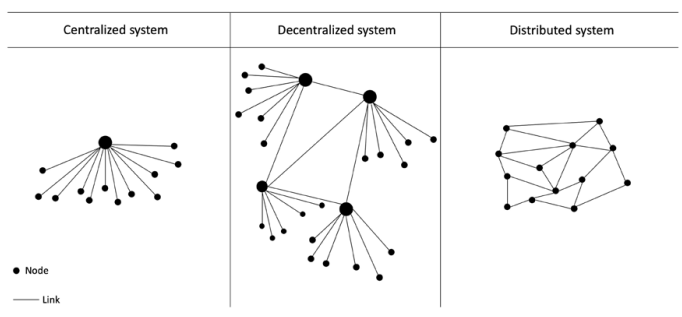 Centralized system
Decentralized system
Distributed system
Node
Link